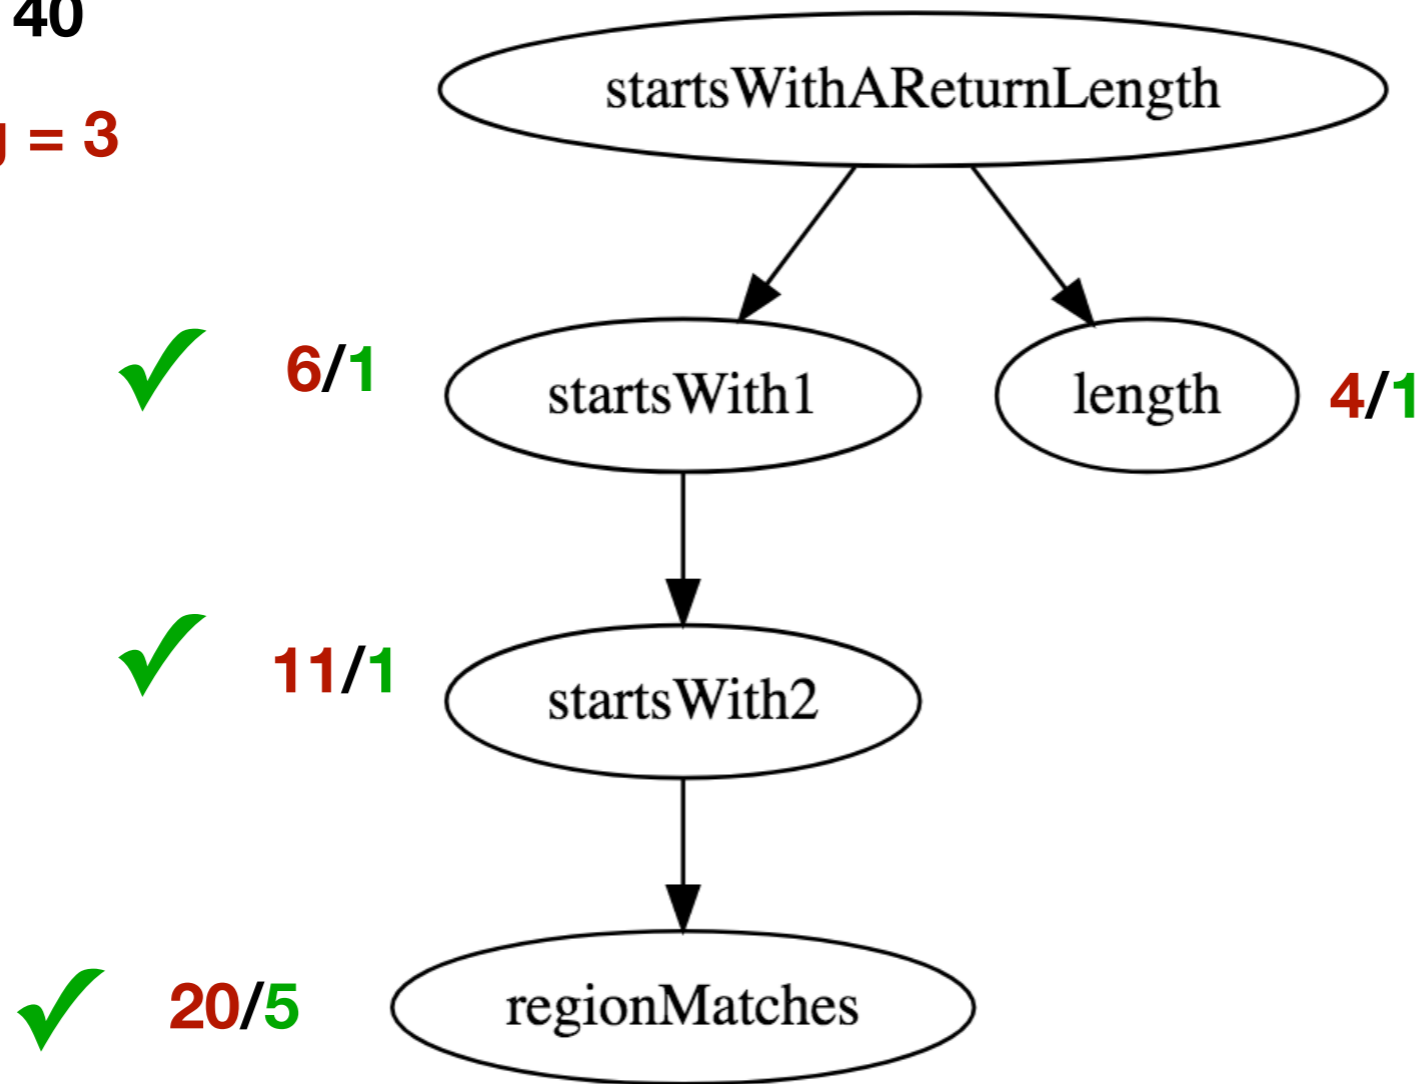 40
= 3
startsWithAReturnLength
6/1
startsWith1
length
4/1
11/1
startsWith2
20/5
regionMatches